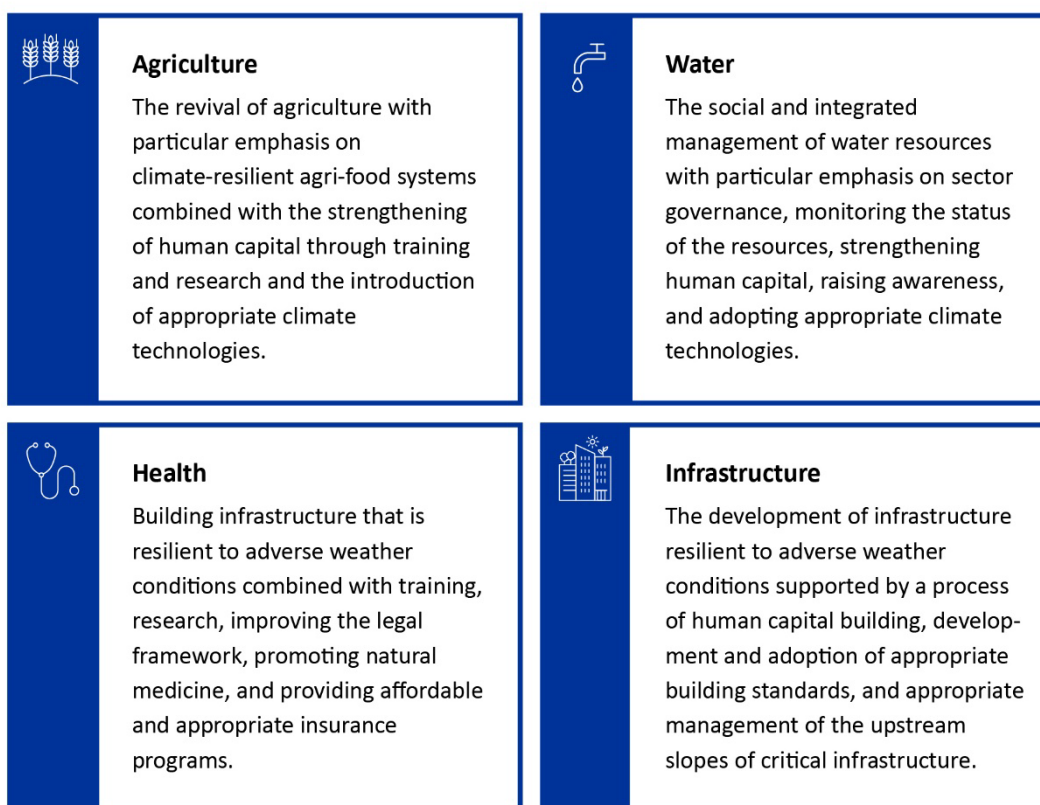 Agriculture
The revival of agriculture with
particular emphasis on
climate-resilient agri-food systems
combined with the strengthening
of human capital through training
and research and the introduction
of appropriate climate
technologies.
Water
The social and integrated
management of water resources
with particular emphasis on sector
governance, monitoring the status
of the resources, strengthening
human capital, raising awareness,
and adopting appropriate climate
technologies.
Health
Building infrastructure that is
resilient to adverse weather
conditions combined with training,
research, improving the legal
framework, promoting natural
medicine, and providing affordable
and appropriate insurance
programs.
Infrastructure
The development of infrastructure
resilient to adverse weather
conditions supported by a process
of human capital building, develop-
ment and adoption of appropriate
building standards, and appropriate
management of the upstream
slopes of critical infrastructure.